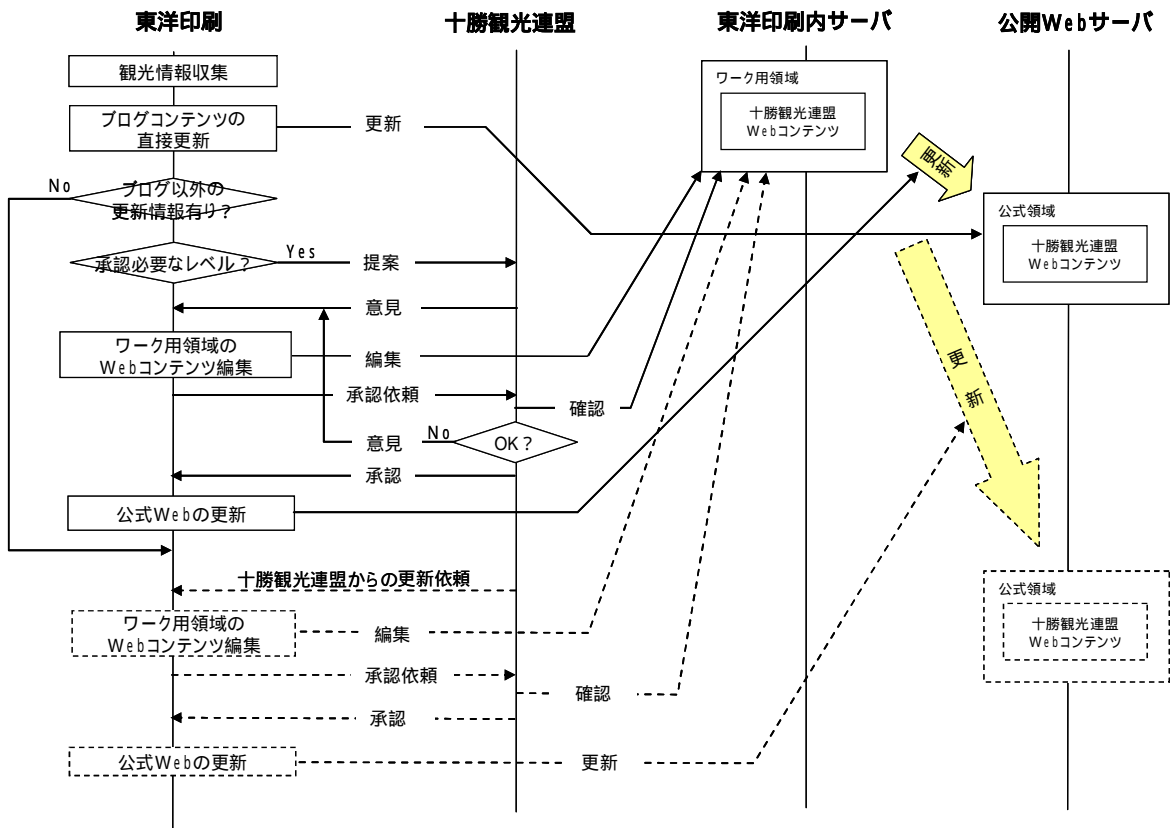 東洋印刷
十勝観光連盟
東洋印刷内サーバ
公開Webサーバ
観光情報収集
ブログコンテンツの
直接更新
更新
ワーク用領域
十勝観光連盟
Webコンテンツ
更新
No
ブログ以外の
更新情報有り？
公式領域
十勝観光連盟
Webコンテンツ
承認必要なレベル？
Yes
提案
意見
ワーク用領域の
Webコンテンツ編集
編集
更
新
承認依頼
確認
意見
No
OK？
承認
公式Webの更新
十勝観光連盟からの更新依頼
ワーク用領域の
Webコンテンツ編集
編集
公式領域
十勝観光連盟
Webコンテンツ
承認依頼
確認
承認
公式Webの更新
更新